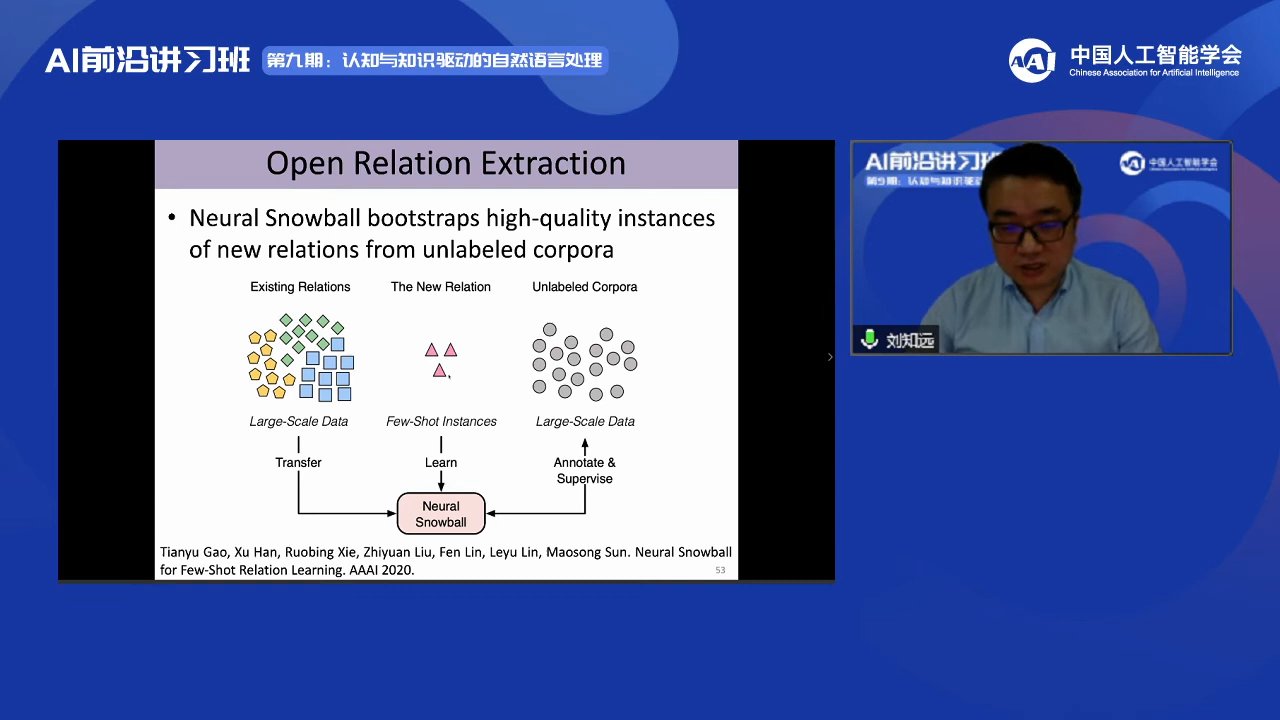 AI前沿讲习班
第九期：认知与知识驱动的自然语言处理
中国人工智能学会
Chinese Association for Artificial Intelligence
Open Relation Extraction
• Neural Snowball bootstraps high-quality instances
of new relations from unlabeled corpora
Existing Relations
The New Relation
Unlabeled Corpora
Large-Scale Data
Few-Shot Instances
Large-Scale Data
Transfer
Learn
Annotate &
Supervise
Neural
Snowball
Tianyu Gao, Xu Han, Ruobing Xie, Zhiyuan Liu, Fen Lin, Leyu Lin, Maosong Sun. Neural Snowball
for Few-Shot Relation Learning. AAAI 2020.
53
AI前沿讲习班
中国人工智能学会
刘知远